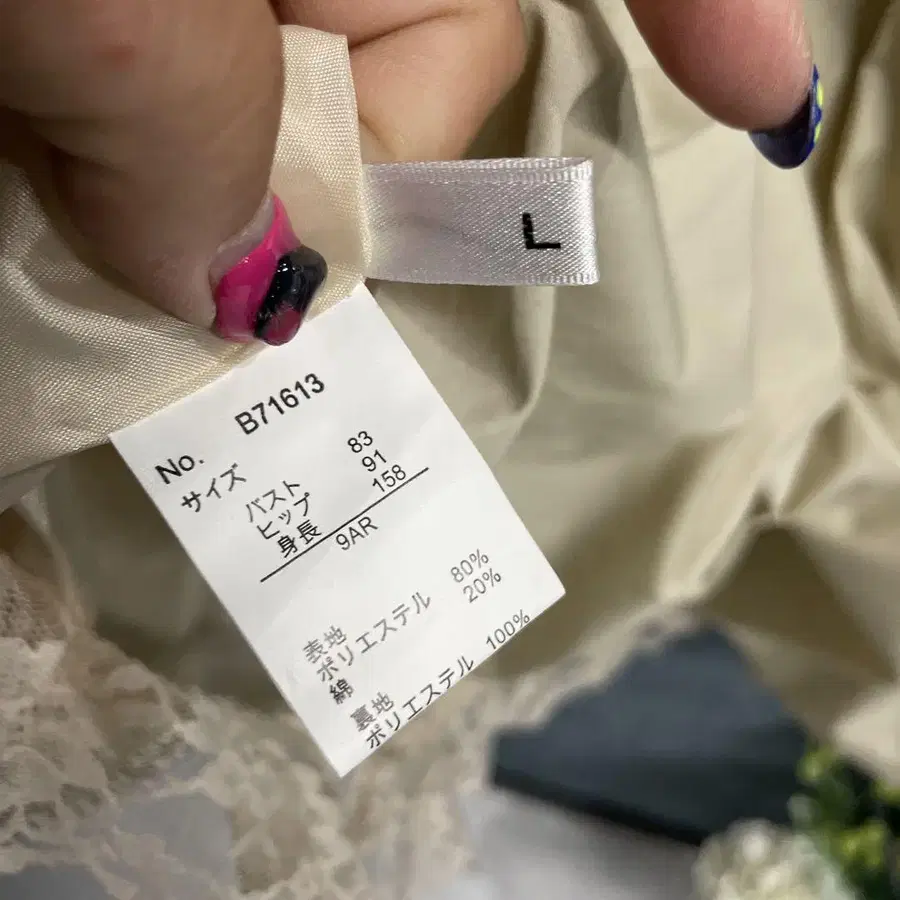 L
No. B71613
サイズ
バスト 83
ヒップ 91
身長 158
9AR
表地
ポリエステル 80%
綿 20%
裏地
ポリエステル 100%